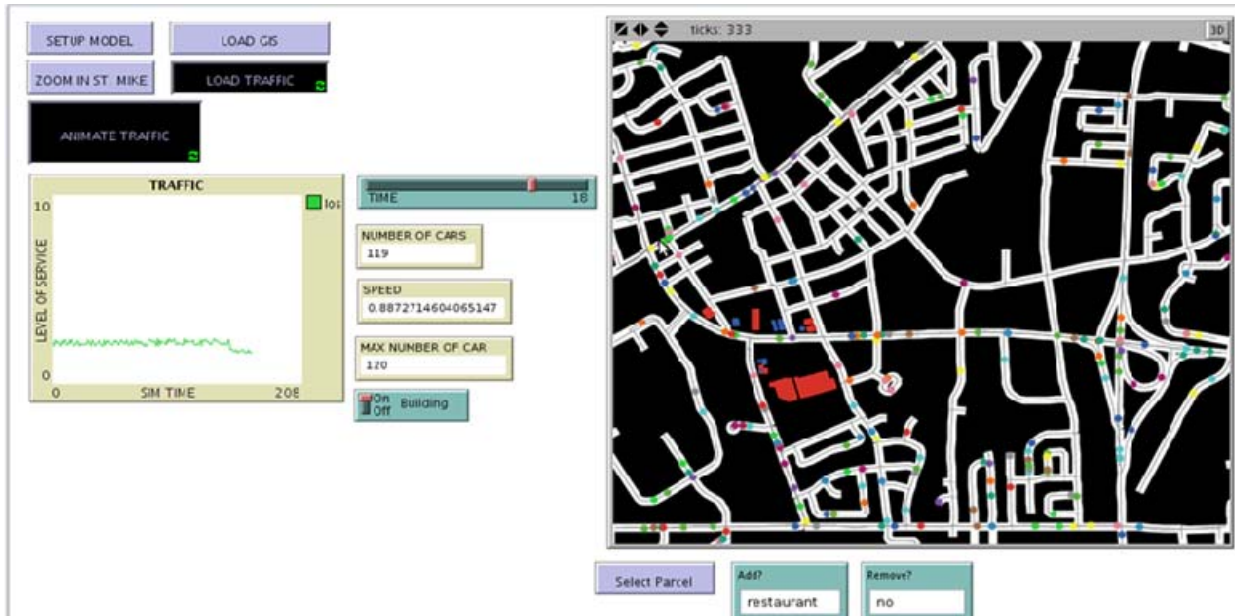 SETUP MODEL
LOAD GIS
ZOOM IN ST. MIKE
LOAD TRAFFIC
ANIMATE TRAFFIC
TRAFFIC
10
LEVEL OF SERVICE
0
0
SIM TIME
208
los
TIME
18
NUMBER OF CARS
119
SPEED
0.8872714604065147
MAX NUMBER OF CAR
120
On
Off
Building
ticks: 333
3D
Select Parcel
Add?
restaurant
Remove?
no